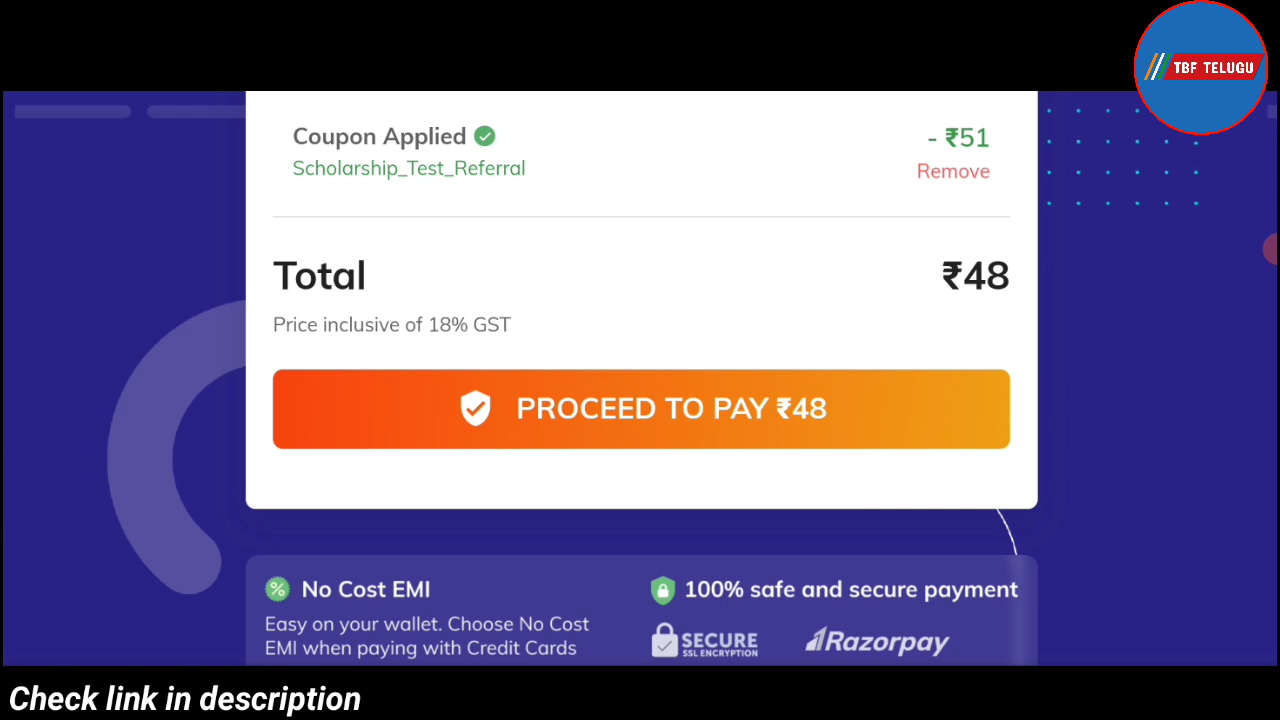 TBF TELUGU
Coupon Applied
- ₹51
Scholarship_Test_Referral
Remove
Total
₹48
Price inclusive of 18% GST
PROCEED TO PAY ₹48
No Cost EMI
Easy on your wallet. Choose No Cost
EMI when paying with Credit Cards
100% safe and secure payment
SECURE
SSL ENCRYPTION
Razorpay
Check link in description